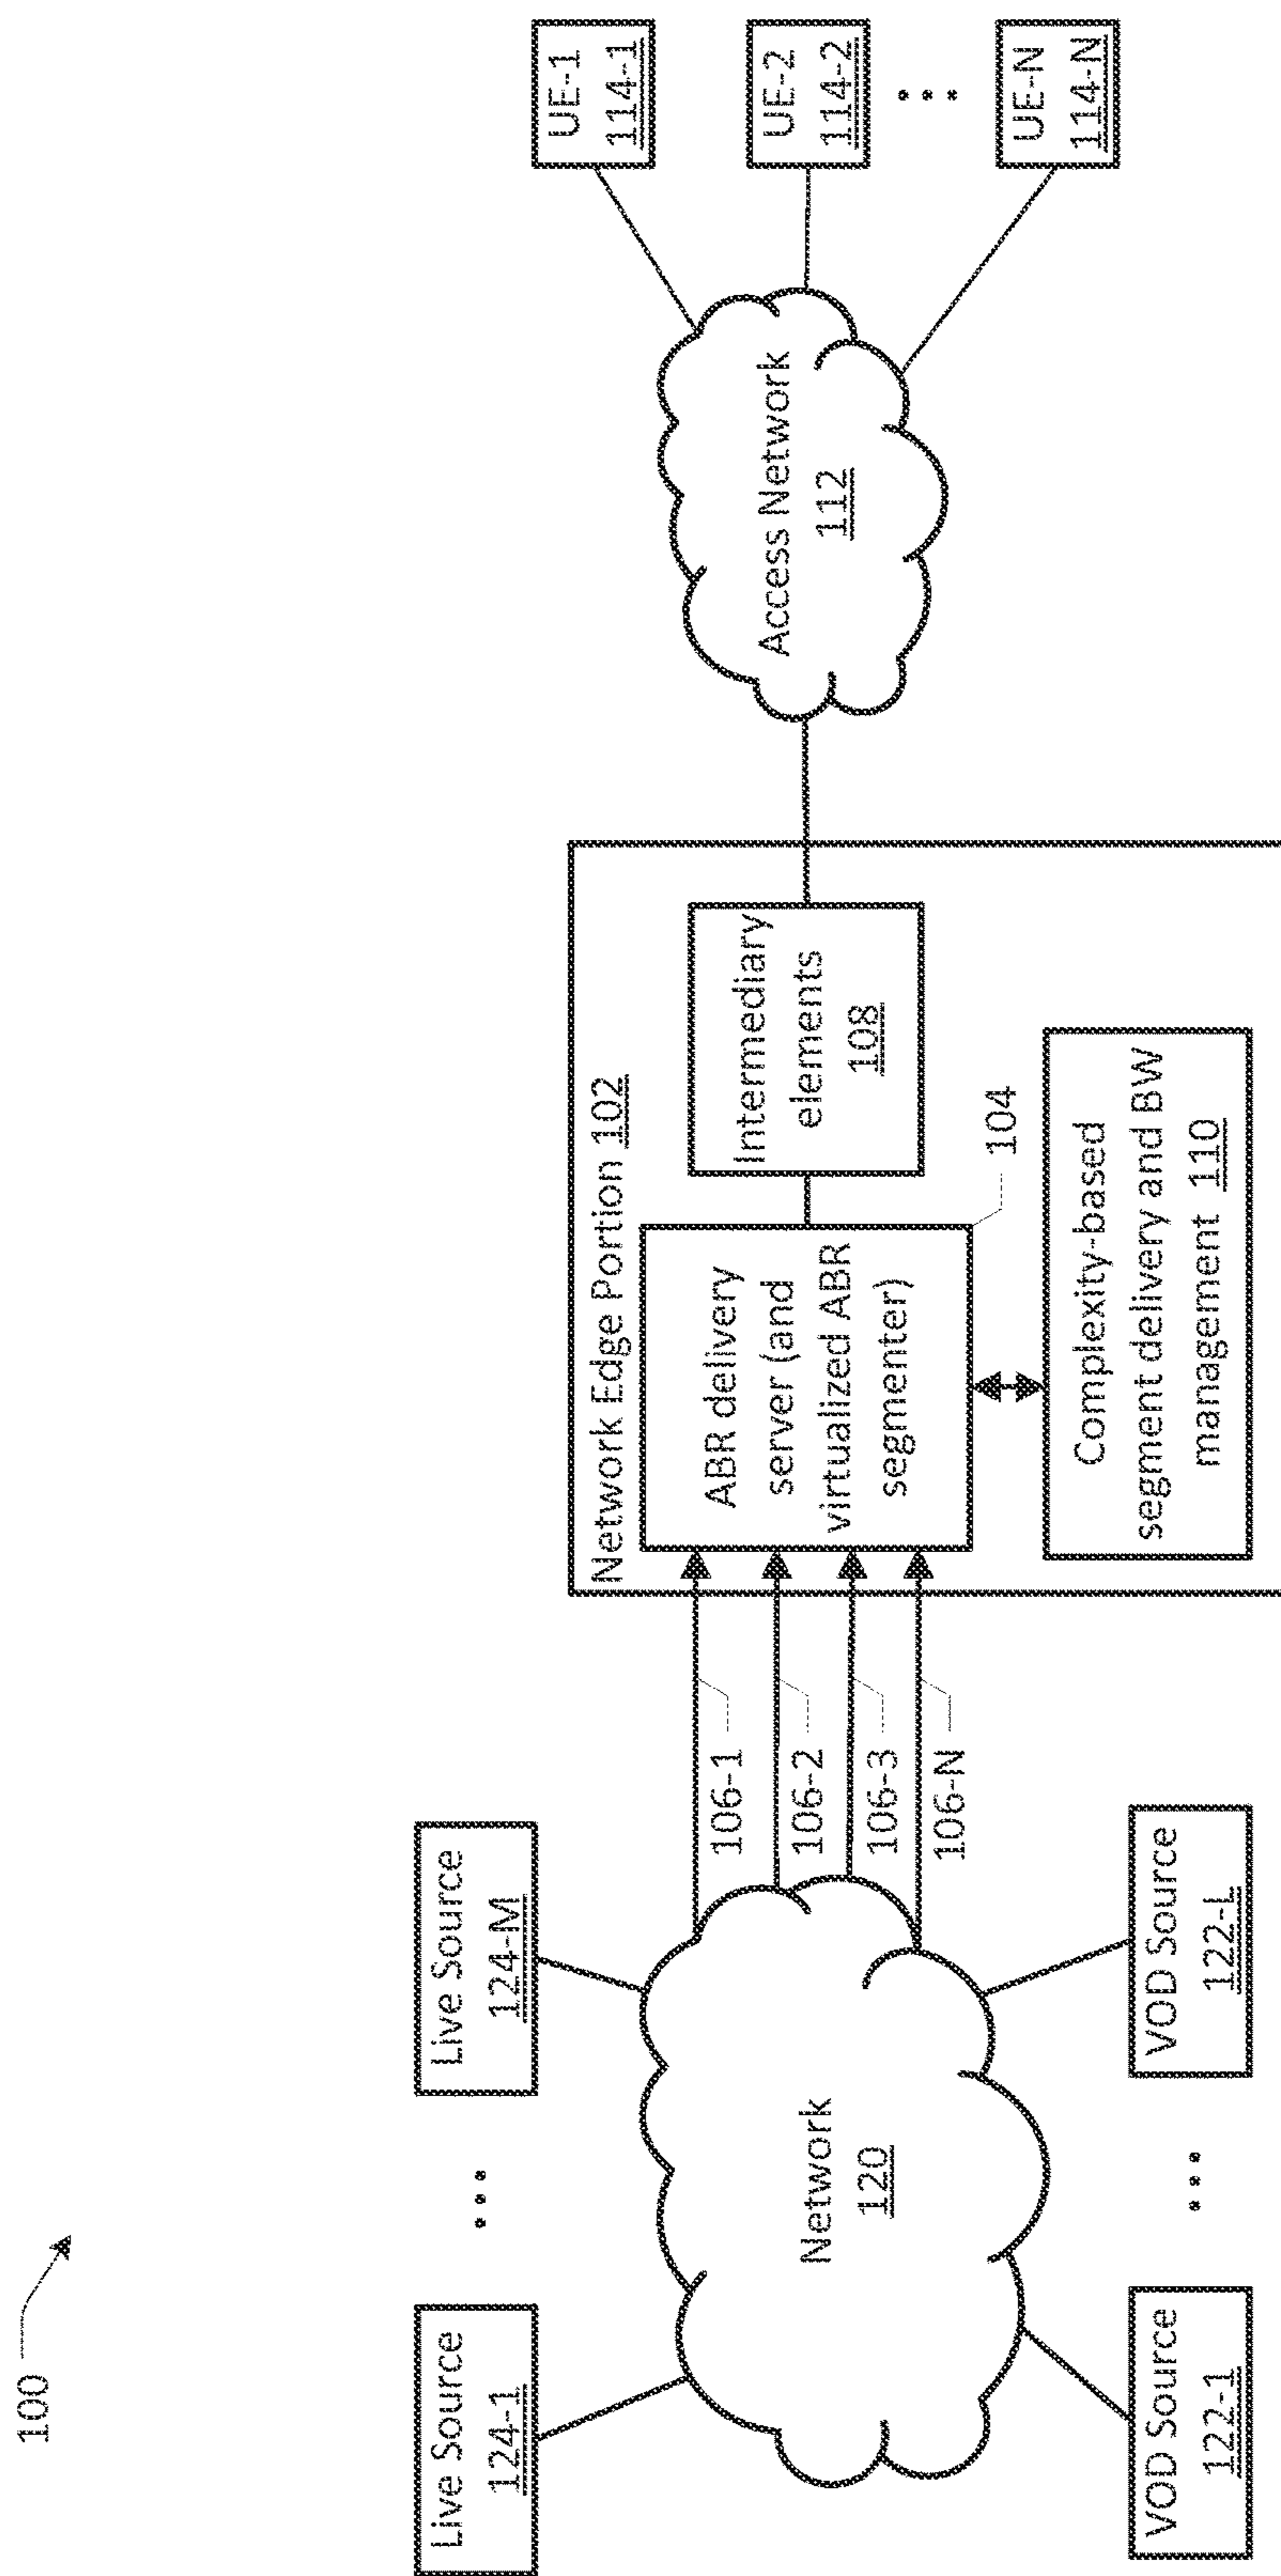 100
Live Source
124-1
Live Source
124-M
Network
120
VOD Source
122-1
VOD Source
122-L
106-1
106-2
106-3
106-N
Network Edge Portion 102
ABR delivery
server (and
virtualized ABR
segmenter)
104
Intermediary
elements
108
Complexity-based
segment delivery and BW
management 110
Access Network
112
UE-1
114-1
UE-2
114-2
UE-N
114-N